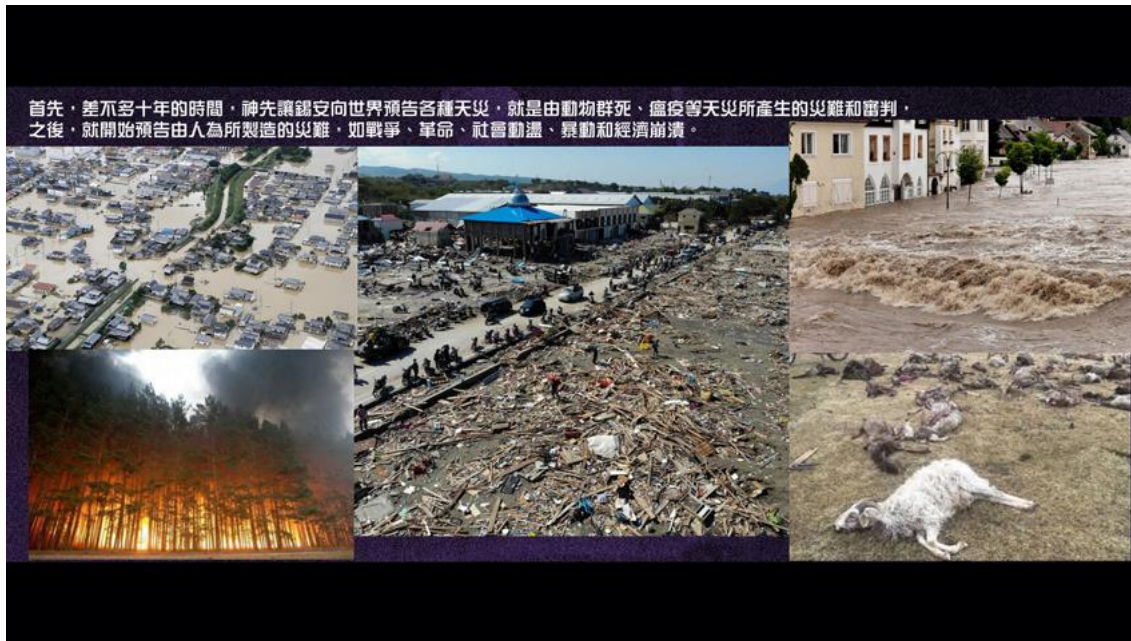 首先，差不多十年的時間，神先讓錫安向世界預告各種天災，就是由動物群死、瘟疫等天災所產生的災難和審判，
之後，就開始預告由人為所製造的災難，如戰爭、革命、社會動盪、暴動和經濟崩潰。